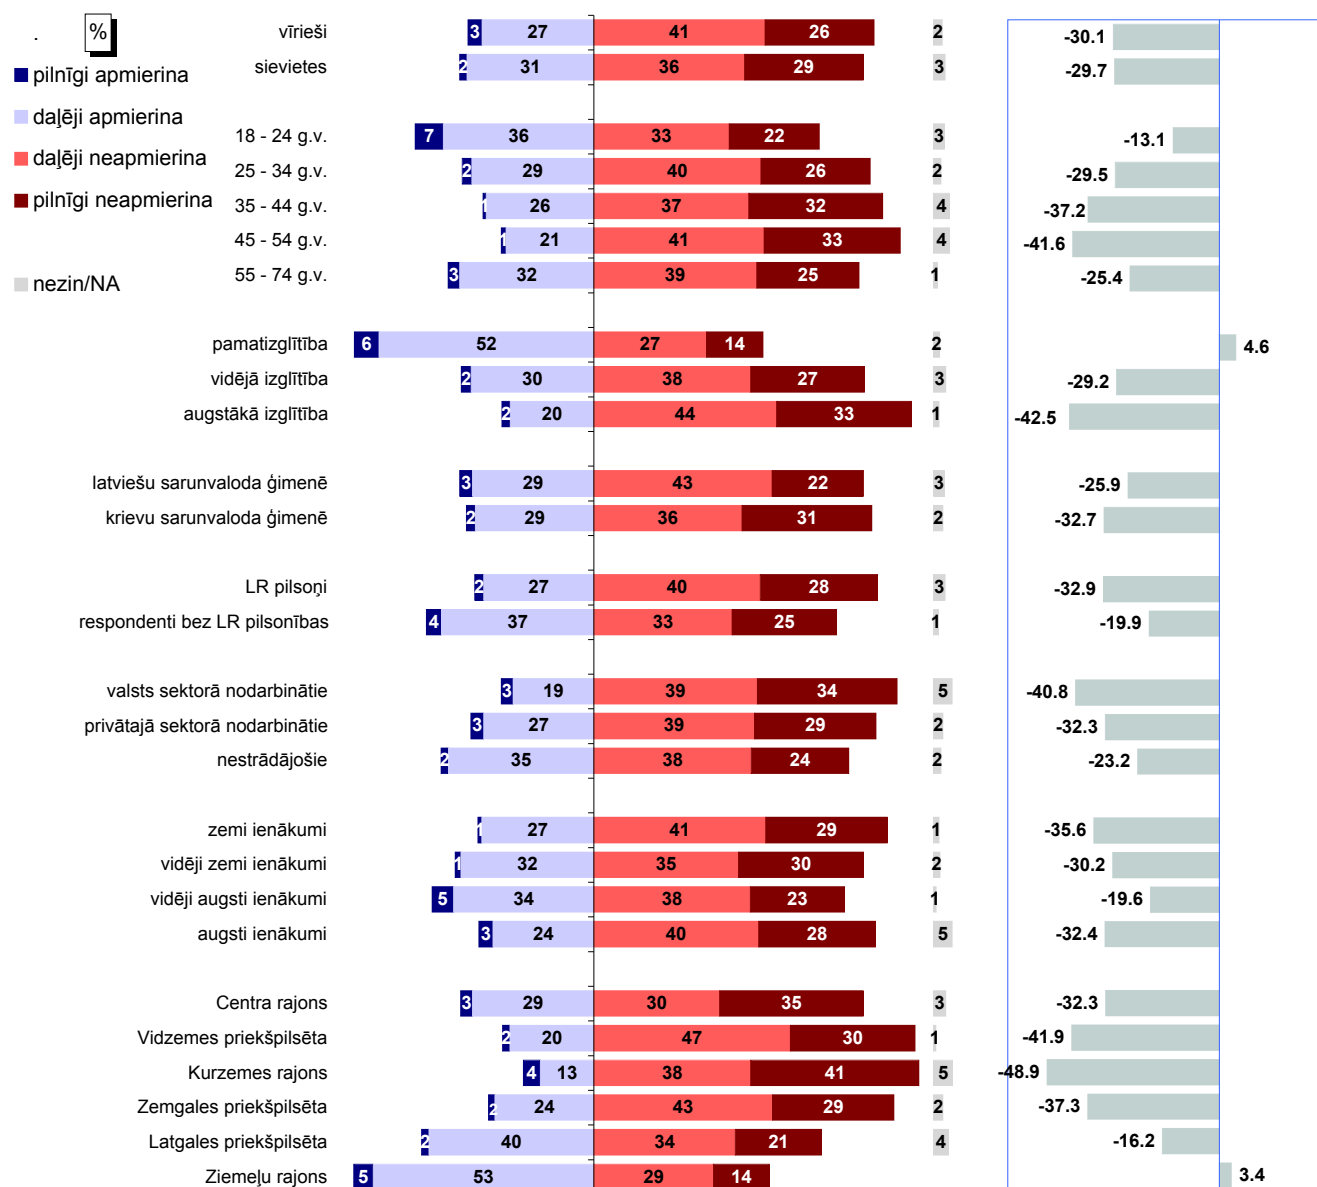 . %
pilnīgi apmierina
daļēji apmierina
daļēji neapmierina
pilnīgi neapmierina
nezin/NA
vīrieši 3 27 41 26 2 -30.1
sievietes 2 31 36 29 3 -29.7
18 - 24 g.v. 7 36 33 22 3 -13.1
25 - 34 g.v. 2 29 40 26 2 -29.5
35 - 44 g.v. 1 26 37 32 4 -37.2
45 - 54 g.v. 1 21 41 33 4 -41.6
55 - 74 g.v. 3 32 39 25 1 -25.4
pamatizglītība 6 52 27 14 2 4.6
vidējā izglītība 2 30 38 27 3 -29.2
augstākā izglītība 2 20 44 33 1 -42.5
latviešu sarunvaloda ģimenē 3 29 43 22 3 -25.9
krievu sarunvaloda ģimenē 2 29 36 31 2 -32.7
LR pilsoņi 2 27 40 28 3 -32.9
respondenti bez LR pilsonības 4 37 33 25 1 -19.9
valsts sektorā nodarbinātie 3 19 39 34 5 -40.8
privātajā sektorā nodarbinātie 3 27 39 29 2 -32.3
nestrādājošie 2 35 38 24 2 -23.2
zemi ienākumi 1 27 41 29 1 -35.6
vidēji zemi ienākumi 1 32 35 30 2 -30.2
vidēji augsti ienākumi 5 34 38 23 1 -19.6
augsti ienākumi 3 24 40 28 5 -32.4
Centra rajons 3 29 30 35 3 -32.3
Vidzemes priekšpilsēta 2 20 47 30 1 -41.9
Kurzemes rajons 4 13 38 41 5 -48.9
Zemgales priekšpilsēta 2 24 43 29 2 -37.3
Latgales priekšpilsēta 2 40 34 21 4 -16.2
Ziemeļu rajons 5 53 29 14 3.4